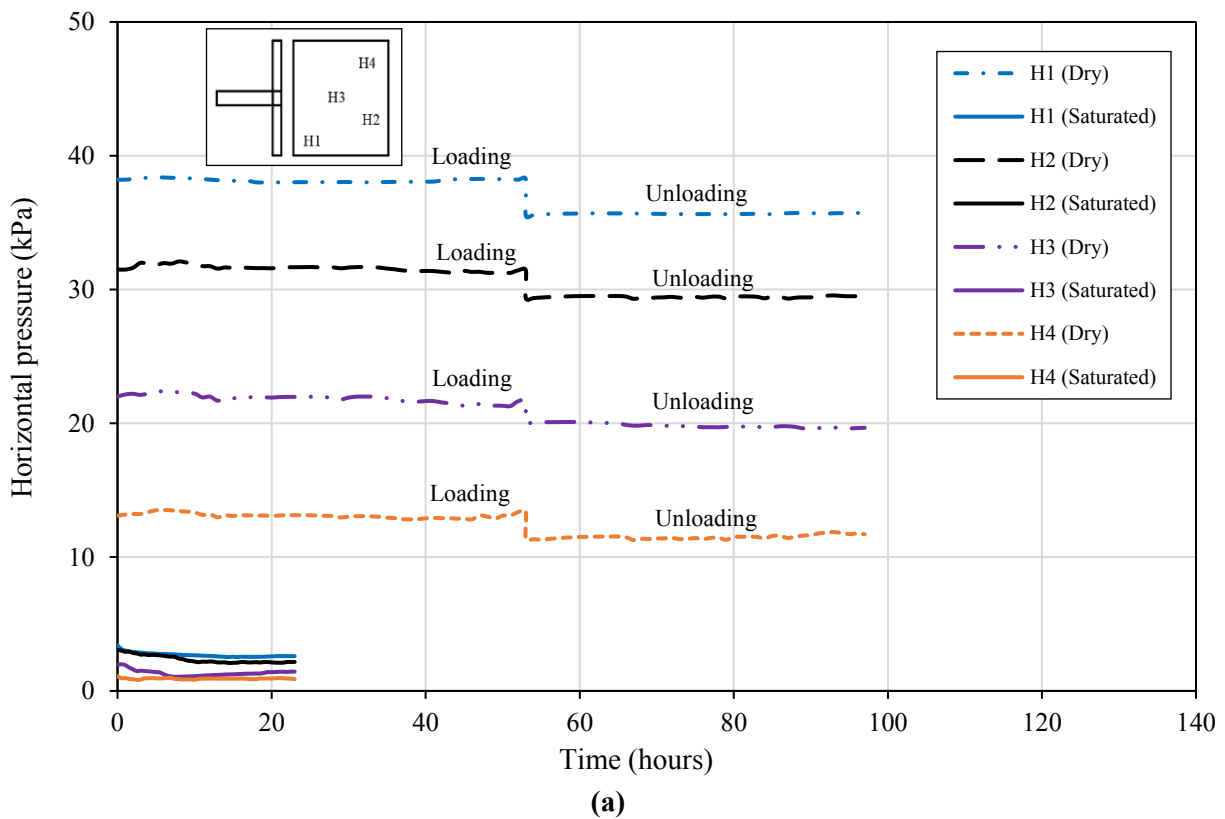 50
40
30
20
10
0
Horizontal pressure (kPa)
H4
H3
H2
H1
Loading
Unloading
Loading
Unloading
Loading
Unloading
Loading
Unloading
H1 (Dry)
H1 (Saturated)
H2 (Dry)
H2 (Saturated)
H3 (Dry)
H3 (Saturated)
H4 (Dry)
H4 (Saturated)
0 20 40 60 80 100 120 140
Time (hours)
(a)